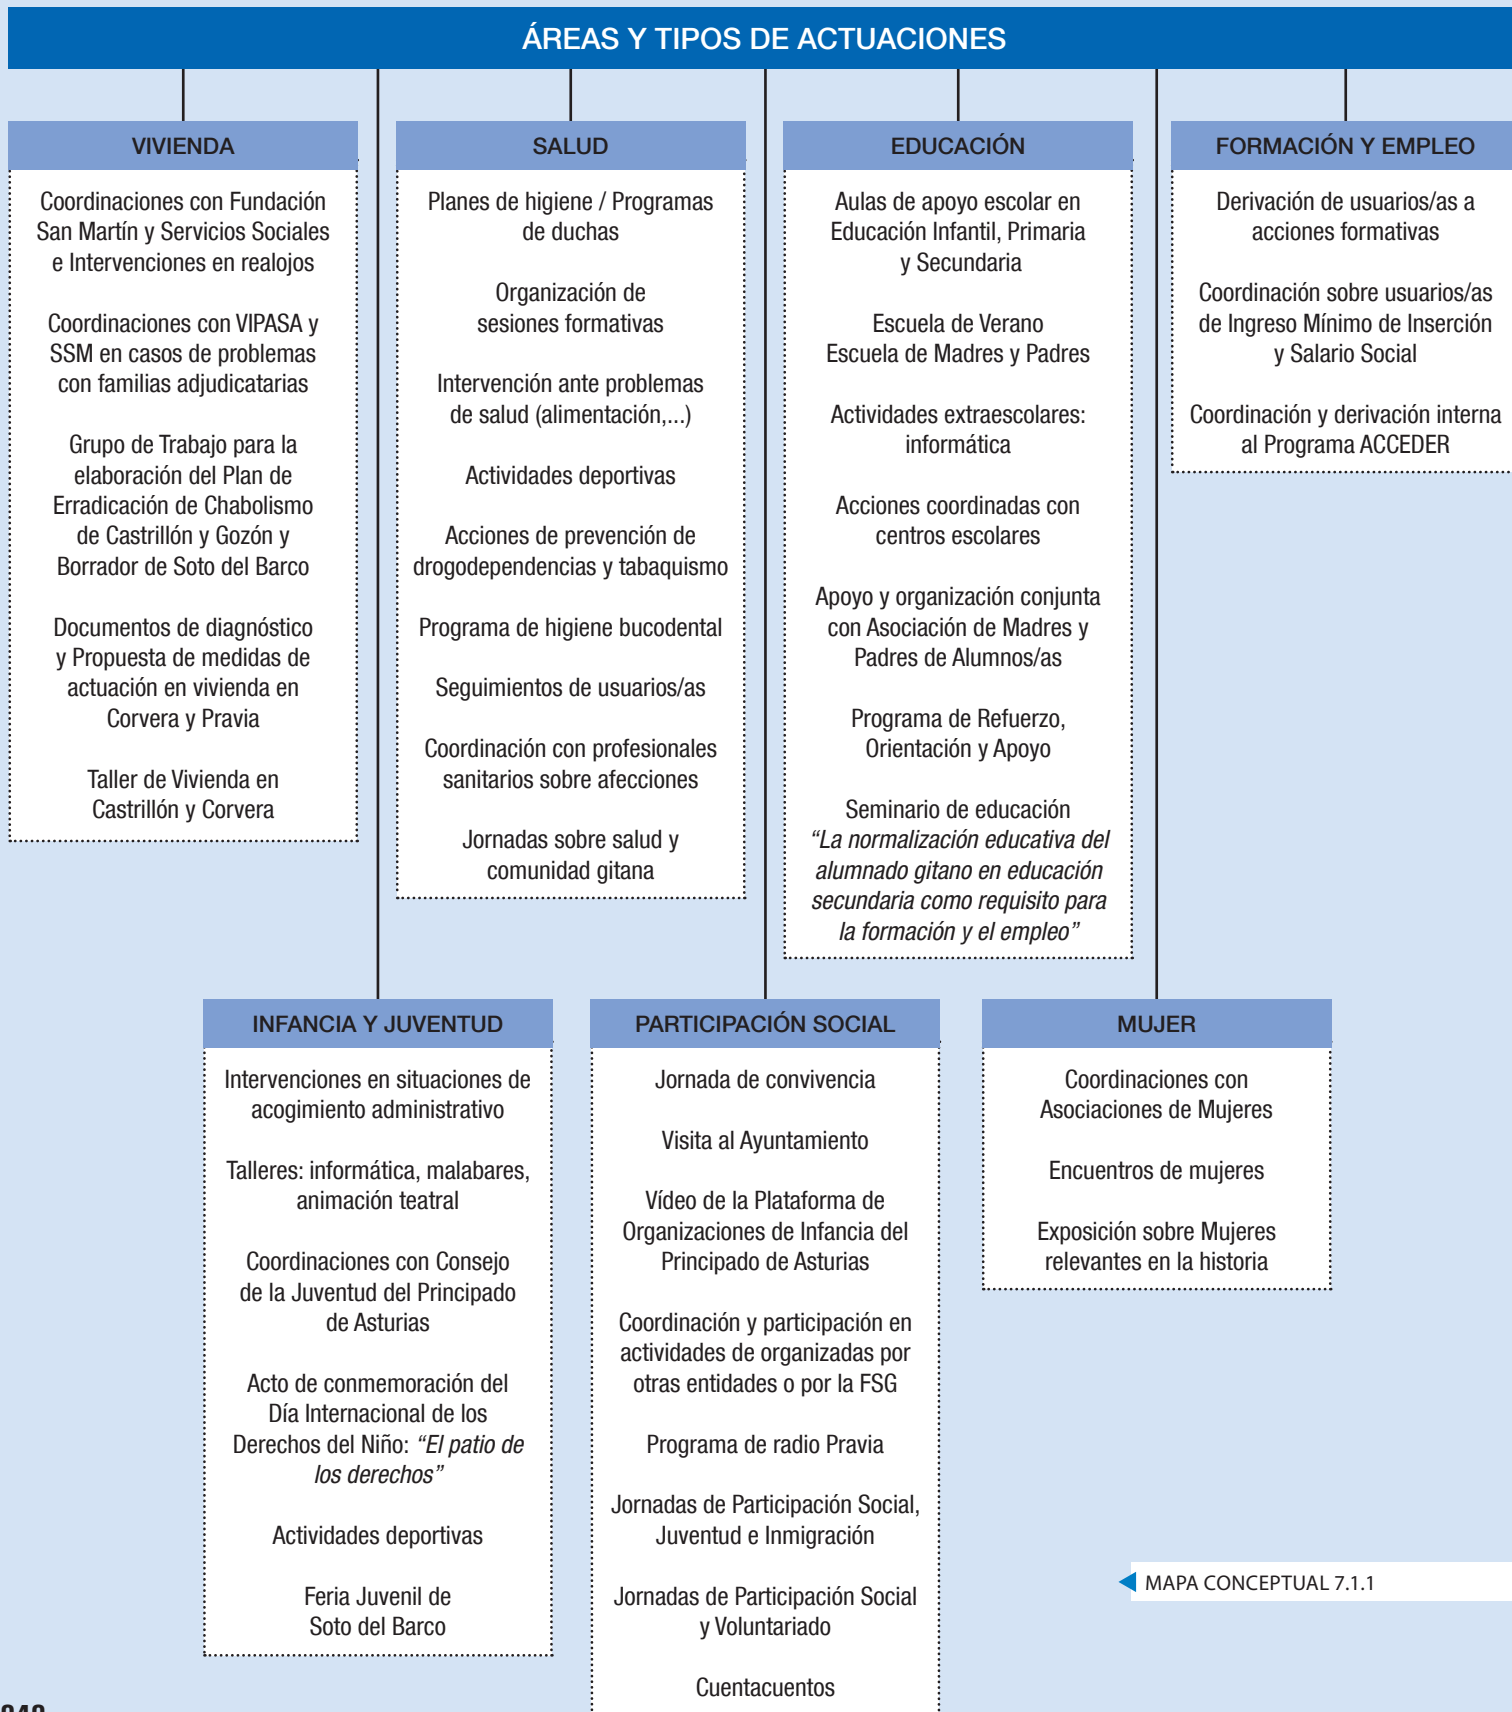 ÁREAS Y TIPOS DE ACTUACIONES
VIVIENDA
Coordinaciones con Fundación
San Martín y Servicios Sociales
e Intervenciones en realojos
Coordinaciones con VIPASA y
SSM en casos de problemas
con familias adjudicatarias
Grupo de Trabajo para la
elaboración del Plan de
Erradicación de Chabolismo
de Castrillón y Gozón y
Borrador de Soto del Barco
Documentos de diagnóstico
y Propuesta de medidas de
actuación en vivienda en
Corvera y Pravia
Taller de Vivienda en
Castrillón y Corvera
SALUD
Planes de higiene / Programas
de duchas
Organización de
sesiones formativas
Intervención ante problemas
de salud (alimentación,...)
Actividades deportivas
Acciones de prevención de
drogodependencias y tabaquismo
Programa de higiene bucodental
Seguimientos de usuarios/as
Coordinación con profesionales
sanitarios sobre afecciones
Jornadas sobre salud y
comunidad gitana
EDUCACIÓN
Aulas de apoyo escolar en
Educación Infantil, Primaria
y Secundaria
Escuela de Verano
Escuela de Madres y Padres
Actividades extraescolares:
informática
Acciones coordinadas con
centros escolares
Apoyo y organización conjunta
con Asociación de Madres y
Padres de Alumnos/as
Programa de Refuerzo,
Orientación y Apoyo
Seminario de educación
“La normalización educativa del
alumnado gitano en educación
secundaria como requisito para
la formación y el empleo”
FORMACIÓN Y EMPLEO
Derivación de usuarios/as a
acciones formativas
Coordinación sobre usuarios/as
de Ingreso Mínimo de Inserción
y Salario Social
Coordinación y derivación interna
al Programa ACCEDER
INFANCIA Y JUVENTUD
Intervenciones en situaciones de
acogimiento administrativo
Talleres: informática, malabares,
animación teatral
Coordinaciones con Consejo
de la Juventud del Principado
de Asturias
Acto de conmemoración del
Día Internacional de los
Derechos del Niño: “El patio de
los derechos”
Actividades deportivas
Feria Juvenil de
Soto del Barco
PARTICIPACIÓN SOCIAL
Jornada de convivencia
Visita al Ayuntamiento
Vídeo de la Plataforma de
Organizaciones de Infancia del
Principado de Asturias
Coordinación y participación en
actividades de organizadas por
otras entidades o por la FSG
Programa de radio Pravia
Jornadas de Participación Social,
Juventud e Inmigración
Jornadas de Participación Social
y Voluntariado
Cuentacuentos
MUJER
Coordinaciones con
Asociaciones de Mujeres
Encuentros de mujeres
Exposición sobre Mujeres
relevantes en la historia
MAPA CONCEPTUAL 7.1.1